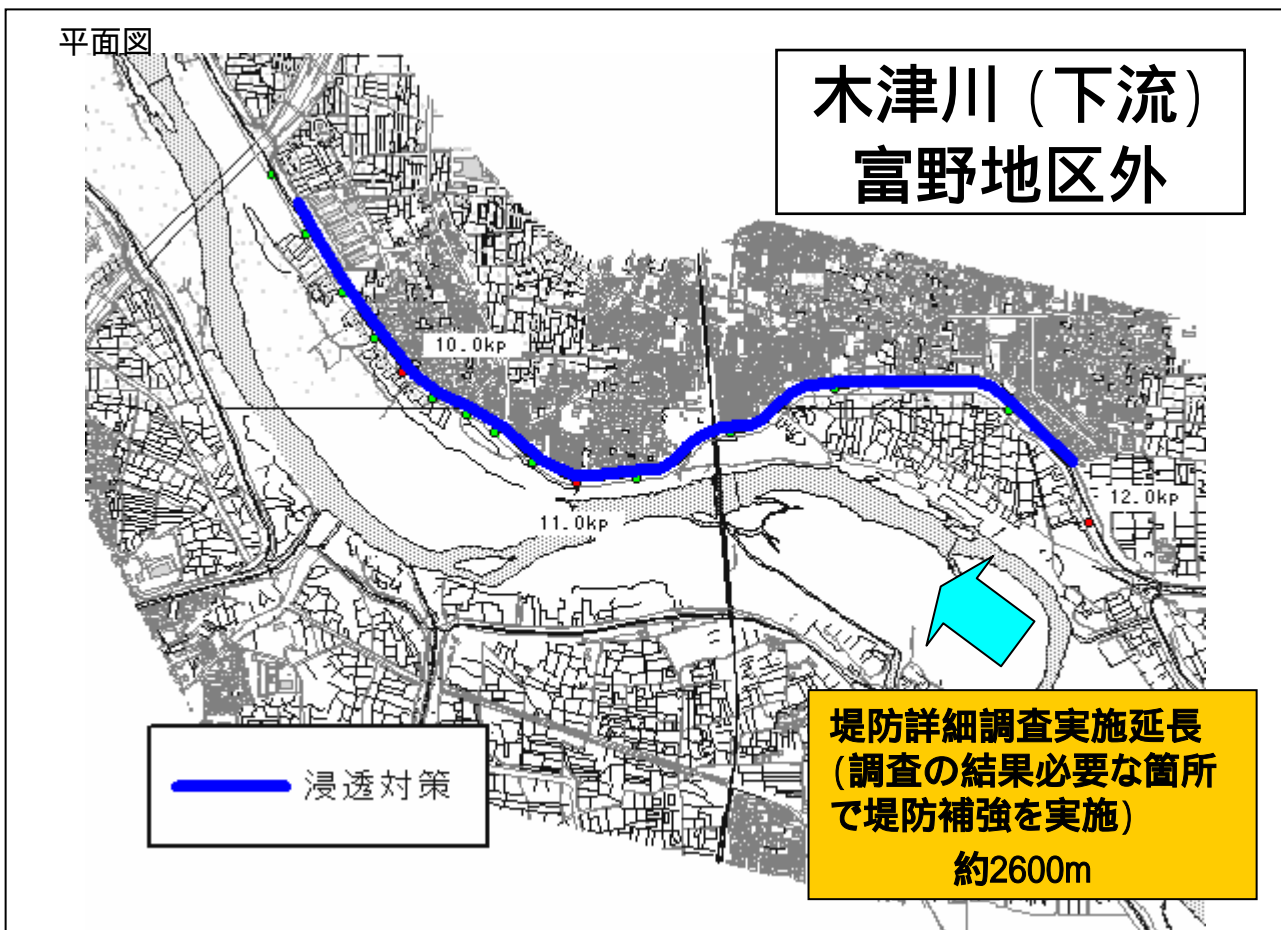 平面図
木津川（下流）
富野地区外
10.0kp
11.0kp
12.0kp
浸透対策
堤防詳細調査実施延長
(調査の結果必要な箇所
で堤防補強を実施)
約2600m